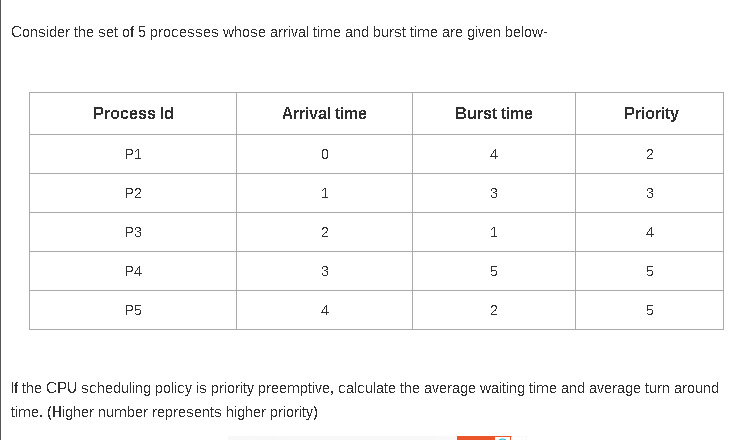 Consider the set of 5 processes whose arrival time and burst time are given below-
Process Id Arrival time Burst time Priority
P1 0 4 2
P2 1 3 3
P3 2 1 4
P4 3 5 5
P5 4 2 5
If the CPU scheduling policy is priority preemptive, calculate the average waiting time and average turn around
time. (Higher number represents higher priority)